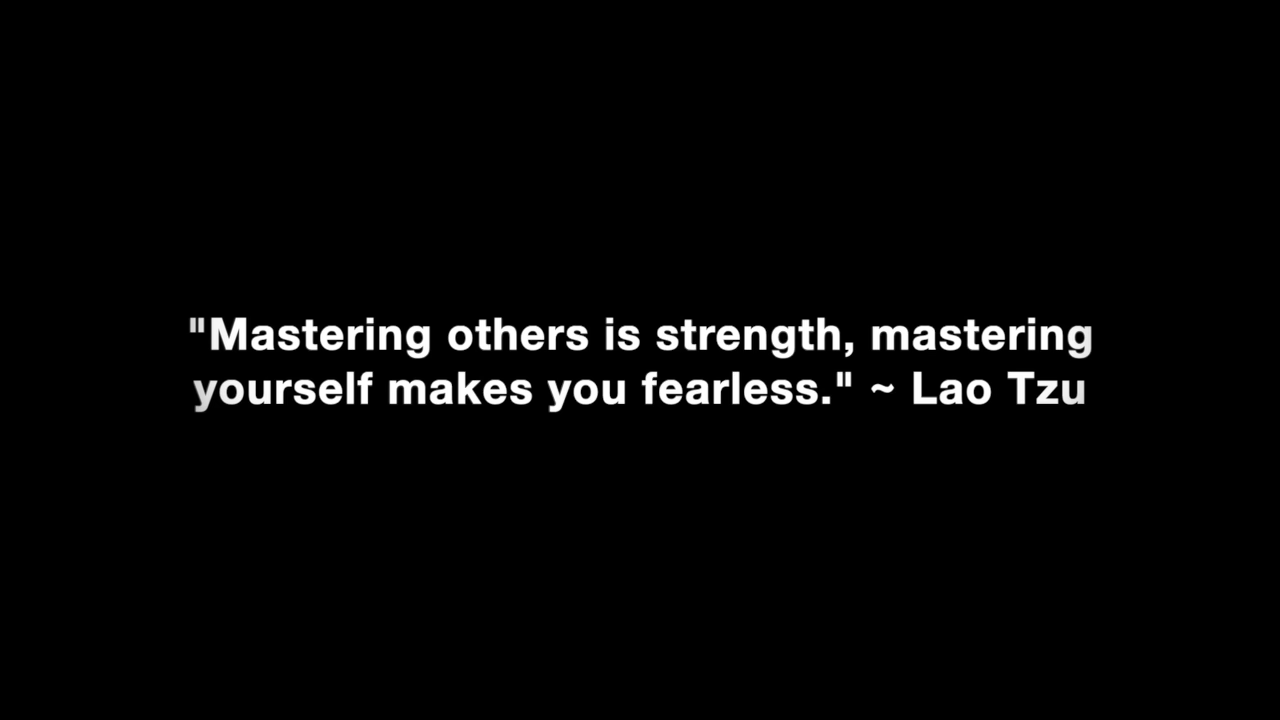 "Mastering others is strength, mastering
yourself makes you fearless." ~ Lao Tzu